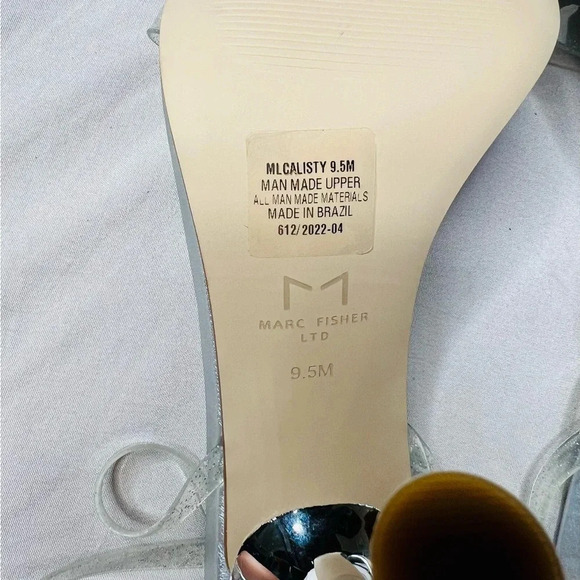 MLCALISTY 9.5M
MAN MADE UPPER
ALL MAN MADE MATERIALS
MADE IN BRAZIL
612/2022-04
MARC FISHER
LTD
9.5M